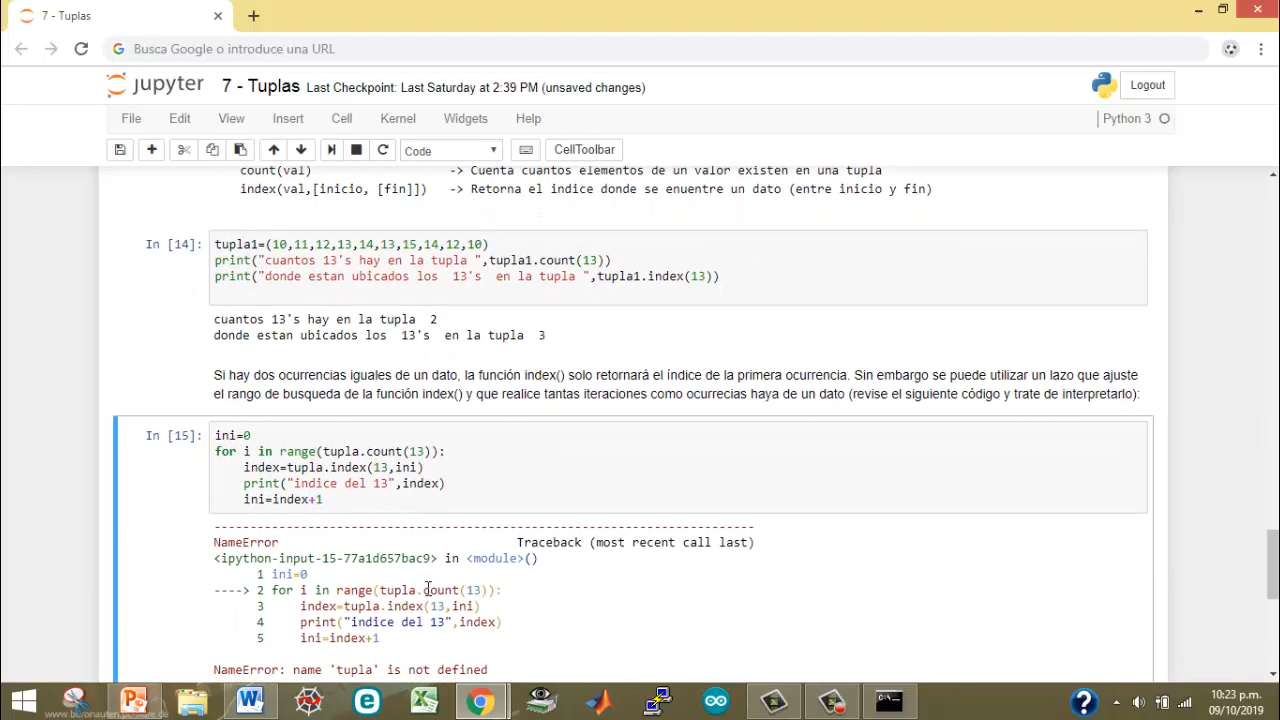 7 - Tuplas
Busca Google o introduce una URL
jupyter 7 - Tuplas Last Checkpoint: Last Saturday at 2:39 PM (unsaved changes)
Logout
File Edit View Insert Cell Kernel Widgets Help
Python 3
Code
CellToolbar
count(val) -> Cuenta cuantos elementos de un valor existen en una tupla
index(val,[inicio, [fin]]) -> Retorna el indice donde se enuentre un dato (entre inicio y fin)
In [14]: tupla1=(10,11,12,13,14,13,15,14,12,10)
print("cuantos 13's hay en la tupla ",tupla1.count(13))
print("donde estan ubicados los  13's  en la tupla ",tupla1.index(13))
cuantos 13's hay en la tupla  2
donde estan ubicados los  13's  en la tupla  3
Si hay dos ocurrencias iguales de un dato, la función index() solo retornará el índice de la primera ocurrencia. Sin embargo se puede utilizar un lazo que ajuste
el rango de busqueda de la función index() y que realice tantas iteraciones como ocurrecias haya de un dato (revise el siguiente código y trate de interpretarlo):
In [15]: ini=0
for i in range(tupla.count(13)):
    index=tupla.index(13,ini)
    print("indice del 13",index)
    ini=index+1
---------------------------------------------------------------------------
NameError                                 Traceback (most recent call last)
<ipython-input-15-77a1d657bac9> in <module>()
      1 ini=0
----> 2 for i in range(tupla.count(13)):
      3     index=tupla.index(13,ini)
      4     print("indice del 13",index)
      5     ini=index+1
NameError: name 'tupla' is not defined
10:23 p.m.
09/10/2019